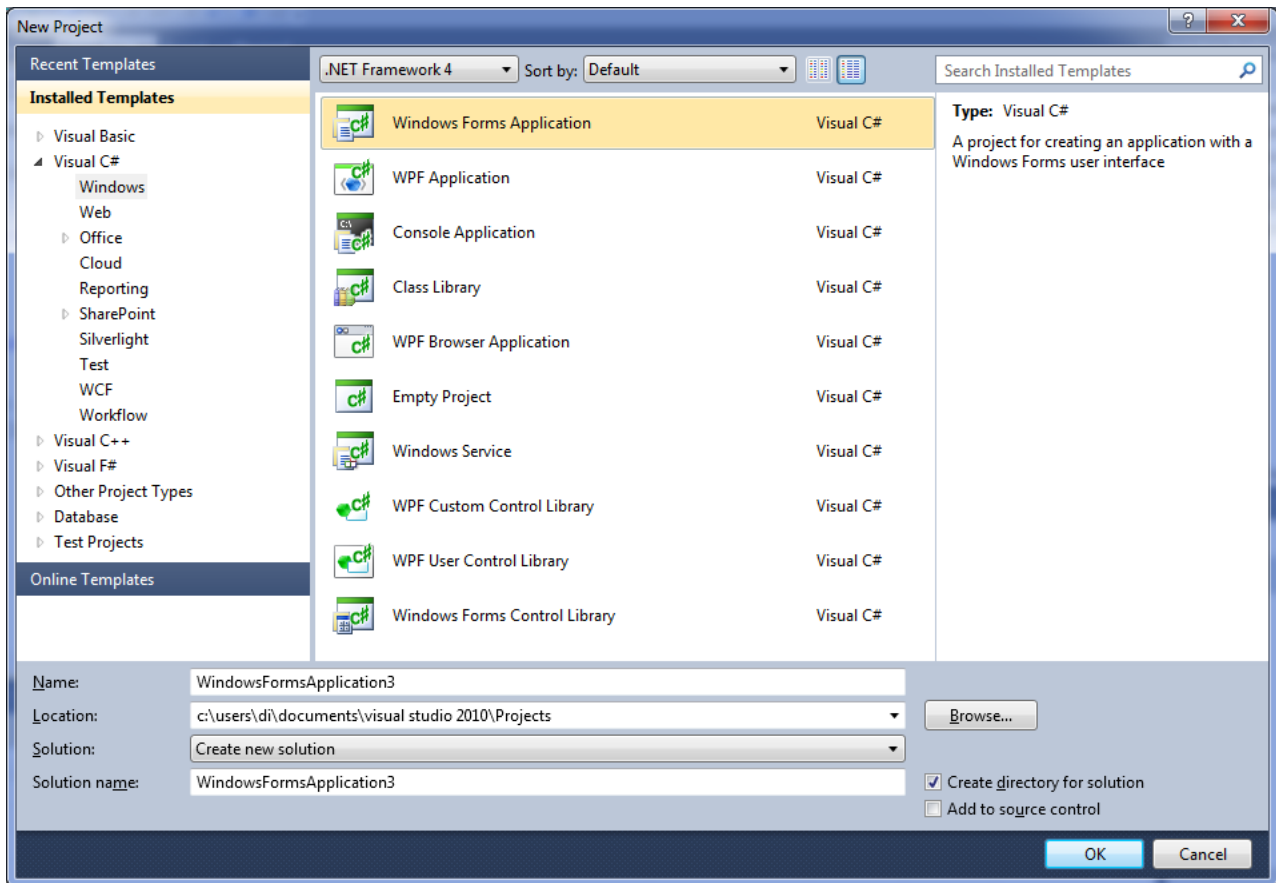 New Project
Recent Templates
Installed Templates
Visual Basic
Visual C#
Windows
Web
Office
Cloud
Reporting
SharePoint
Silverlight
Test
WCF
Workflow
Visual C++
Visual F#
Other Project Types
Database
Test Projects
Online Templates
.NET Framework 4 Sort by: Default
Windows Forms Application Visual C#
WPF Application Visual C#
Console Application Visual C#
Class Library Visual C#
WPF Browser Application Visual C#
Empty Project Visual C#
Windows Service Visual C#
WPF Custom Control Library Visual C#
WPF User Control Library Visual C#
Windows Forms Control Library Visual C#
Search Installed Templates
Type: Visual C#
A project for creating an application with a
Windows Forms user interface
Name: WindowsFormsApplication3
Location: c:\users\di\documents\visual studio 2010\Projects Browse...
Solution: Create new solution
Solution name: WindowsFormsApplication3 Create directory for solution
Add to source control
OK Cancel